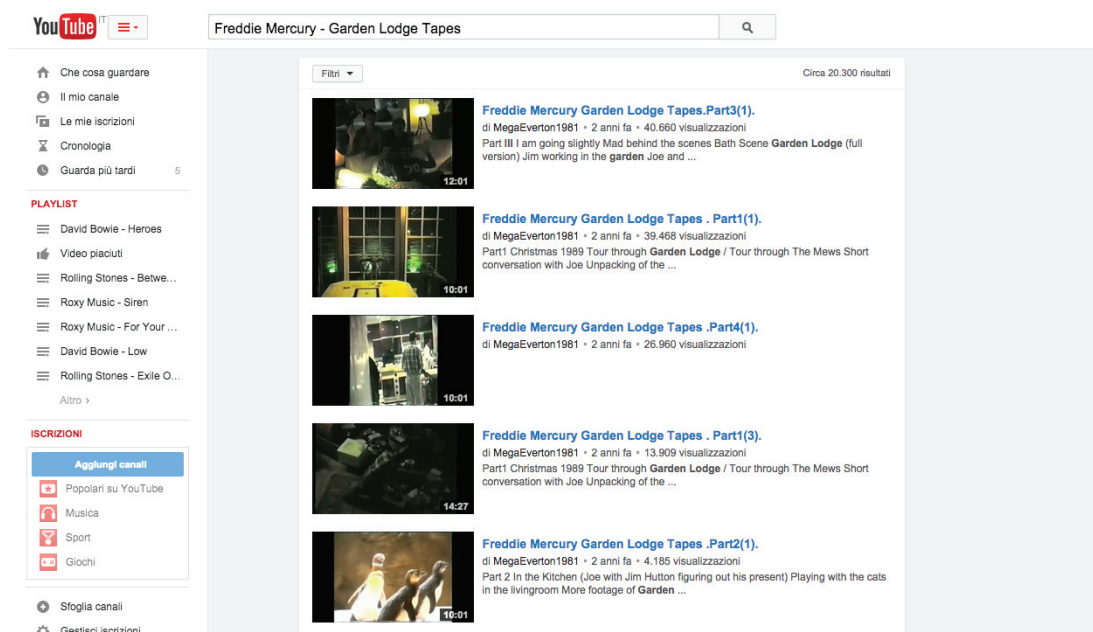 YouTube IT
Freddie Mercury - Garden Lodge Tapes
Che cosa guardare
Il mio canale
Le mie iscrizioni
Cronologia
Guarda più tardi 5
PLAYLIST
David Bowie - Heroes
Video piaciuti
Rolling Stones - Betwe...
Roxy Music - Siren
Roxy Music - For Your ...
David Bowie - Low
Rolling Stones - Exile O...
Altro ›
ISCRIZIONI
Aggiungi canali
Popolari su YouTube
Musica
Sport
Giochi
Sfoglia canali
Gestisci iscrizioni
Filtri
Circa 20.300 risultati
12:01
Freddie Mercury Garden Lodge Tapes.Part3(1).
di MegaEverton1981 • 2 anni fa • 40.660 visualizzazioni
Part III I am going slightly Mad behind the scenes Bath Scene Garden Lodge (full
version) Jim working in the garden Joe and ...
10:01
Freddie Mercury Garden Lodge Tapes . Part1(1).
di MegaEverton1981 • 2 anni fa • 39.468 visualizzazioni
Part1 Christmas 1989 Tour through Garden Lodge / Tour through The Mews Short
conversation with Joe Unpacking of the ...
10:01
Freddie Mercury Garden Lodge Tapes .Part4(1).
di MegaEverton1981 • 2 anni fa • 26.960 visualizzazioni
14:27
Freddie Mercury Garden Lodge Tapes . Part1(3).
di MegaEverton1981 • 2 anni fa • 13.909 visualizzazioni
Part1 Christmas 1989 Tour through Garden Lodge / Tour through The Mews Short
conversation with Joe Unpacking of the ...
10:01
Freddie Mercury Garden Lodge Tapes .Part2(1).
di MegaEverton1981 • 2 anni fa • 4.185 visualizzazioni
Part 2 In the Kitchen (Joe with Jim Hutton figuring out his present) Playing with the cats
in the livingroom More footage of Garden ...